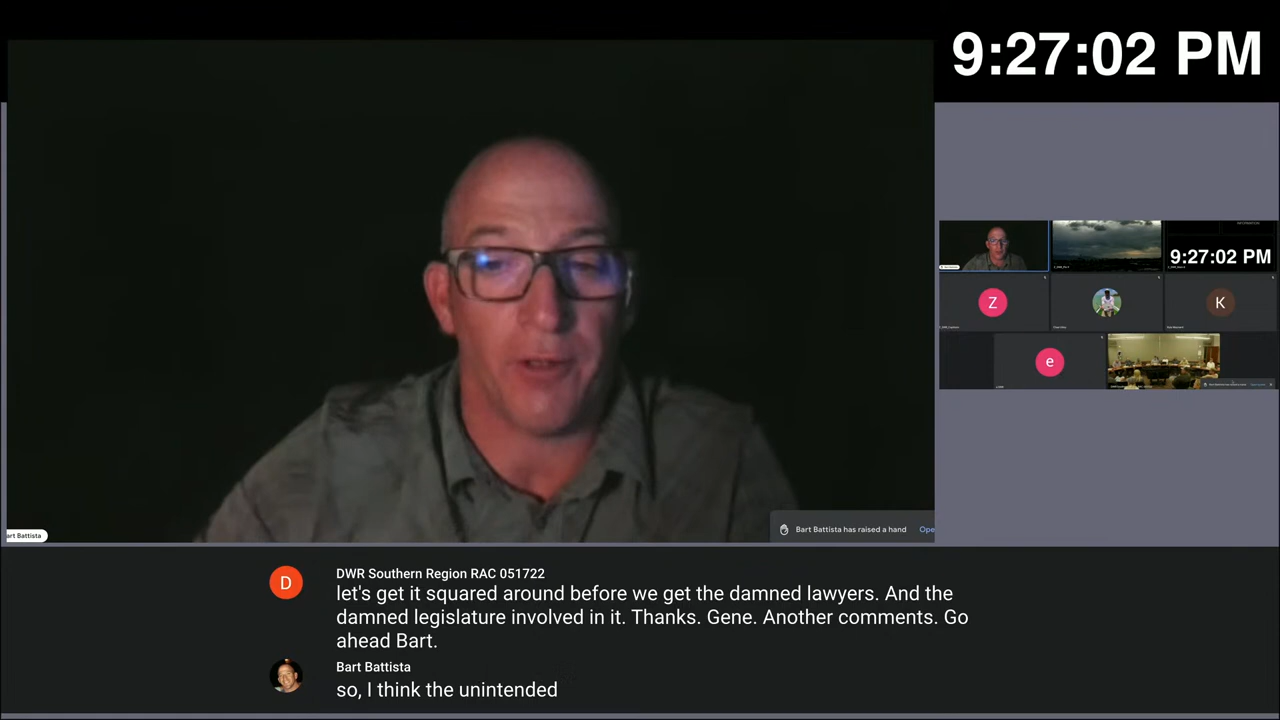 9:27:02 PM
9:27:02 PM
Z
K
e
art Battista
Bart Battista has raised a hand
Ope
D
DWR Southern Region RAC 051722
let's get it squared around before we get the damned lawyers. And the
damned legislature involved in it. Thanks. Gene. Another comments. Go
ahead Bart.
Bart Battista
so, I think the unintended